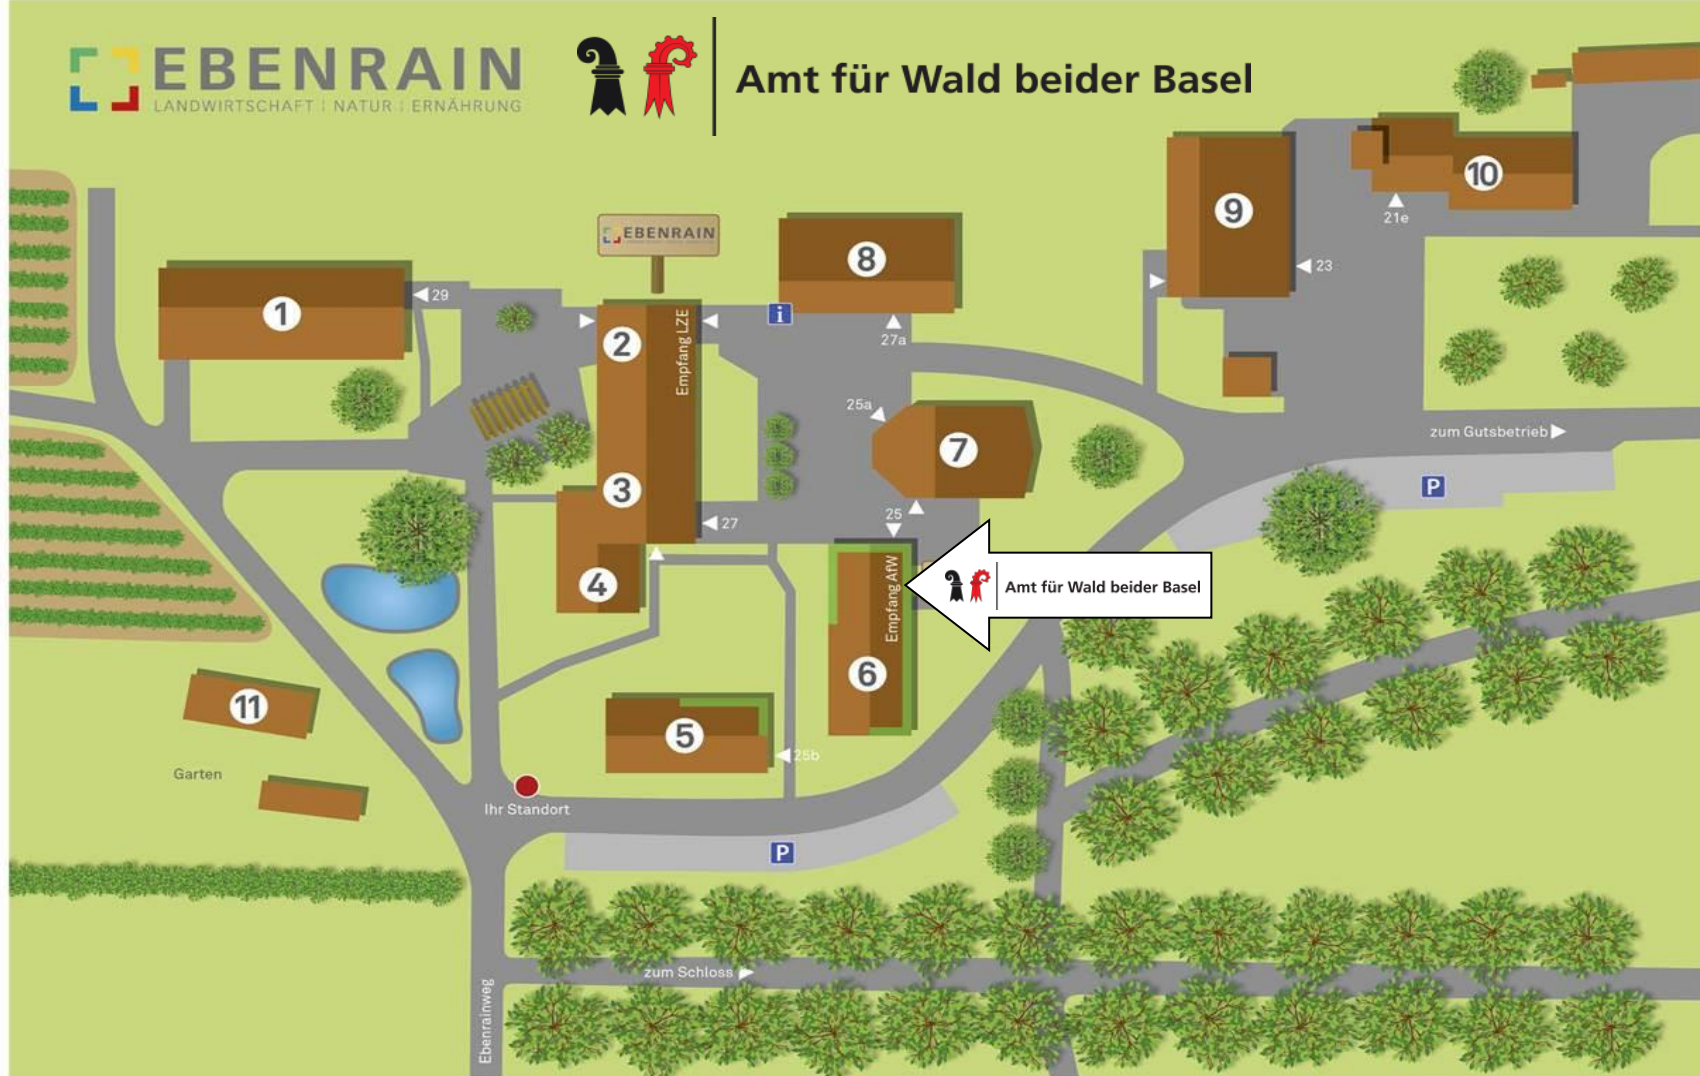 EBENRAIN
LANDWIRTSCHAFT | NATUR | ERNÄHRUNG
Amt für Wald beider Basel
10
21e
9
23
EBENRAIN
8
27a
i
1
29
2
Empfang LZE
25a
7
zum Gutsbetrieb
P
3
27
25
4
Empfang AfW
Amt für Wald beider Basel
6
11
5
25b
Garten
Ihr Standort
P
zum Schloss
Ebenrainweg